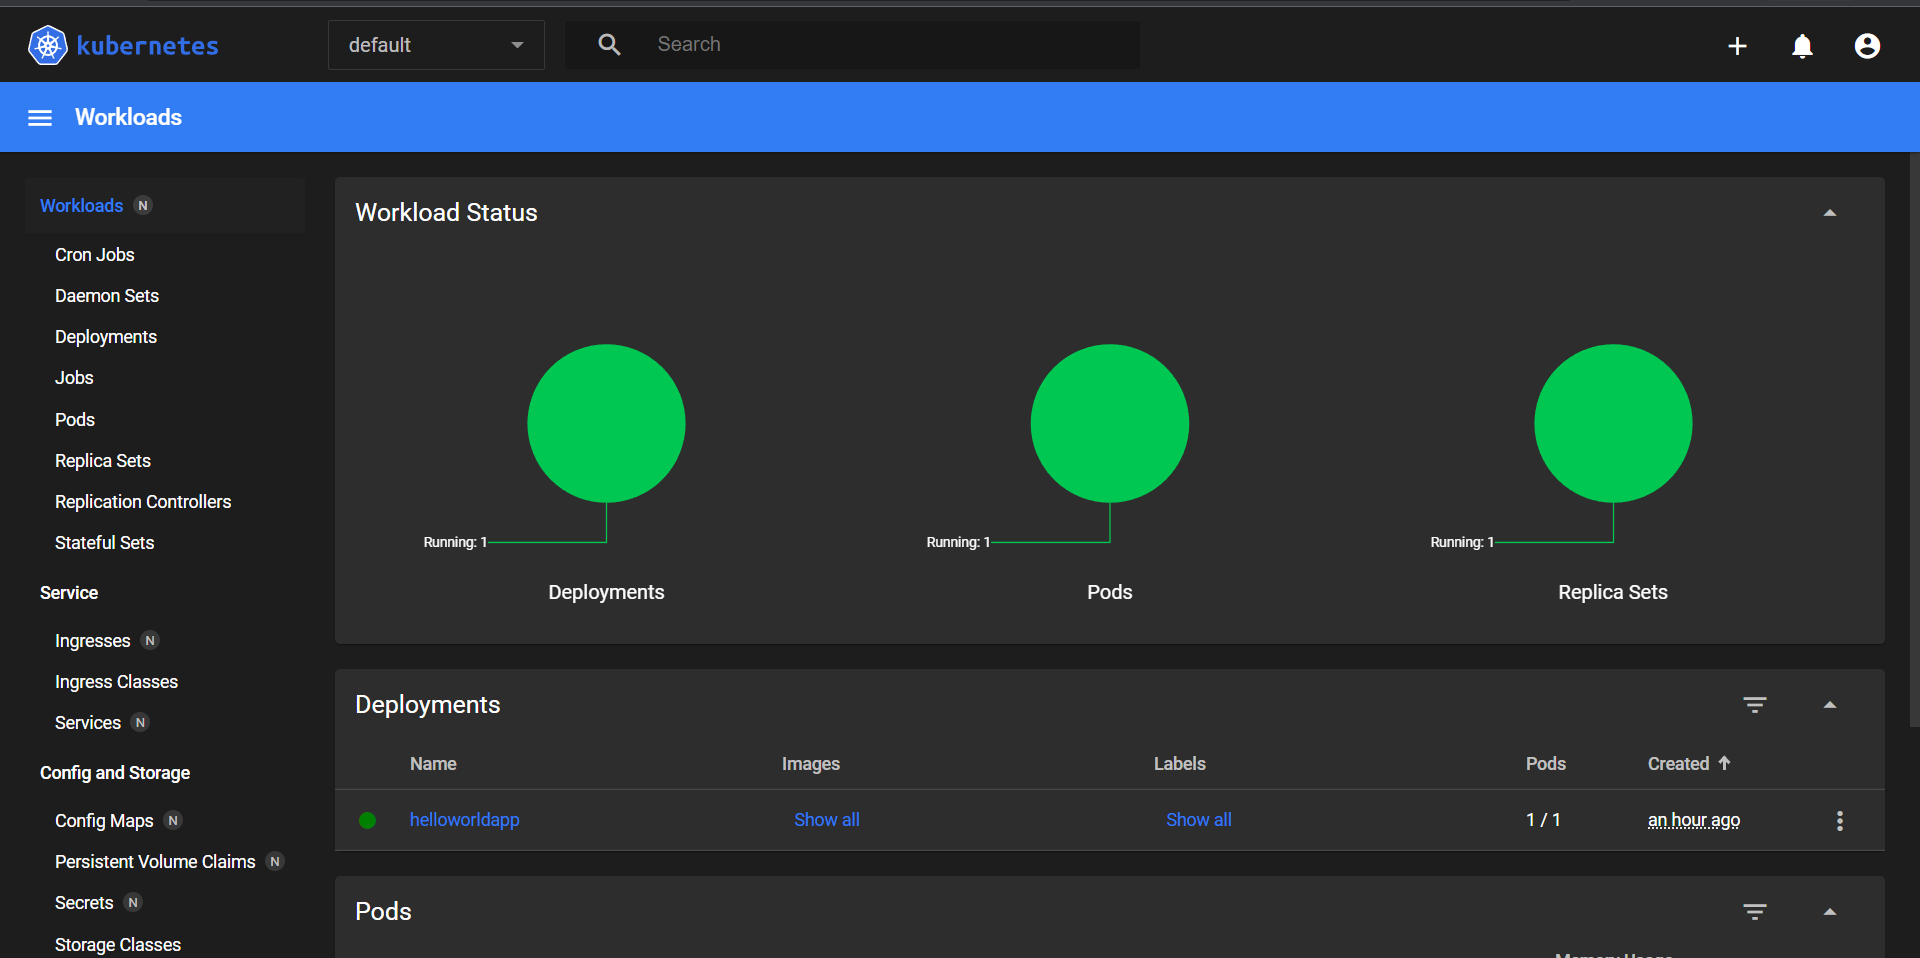 kubernetes
default
Search
Workloads
Workloads N
Cron Jobs
Daemon Sets
Deployments
Jobs
Pods
Replica Sets
Replication Controllers
Stateful Sets
Service
Ingresses N
Ingress Classes
Services N
Config and Storage
Config Maps N
Persistent Volume Claims N
Secrets N
Storage Classes
Workload Status
Running: 1
Deployments
Running: 1
Pods
Running: 1
Replica Sets
Deployments
Name Images Labels Pods Created
helloworldapp Show all Show all 1 / 1 an hour ago
Pods
Memory Usage